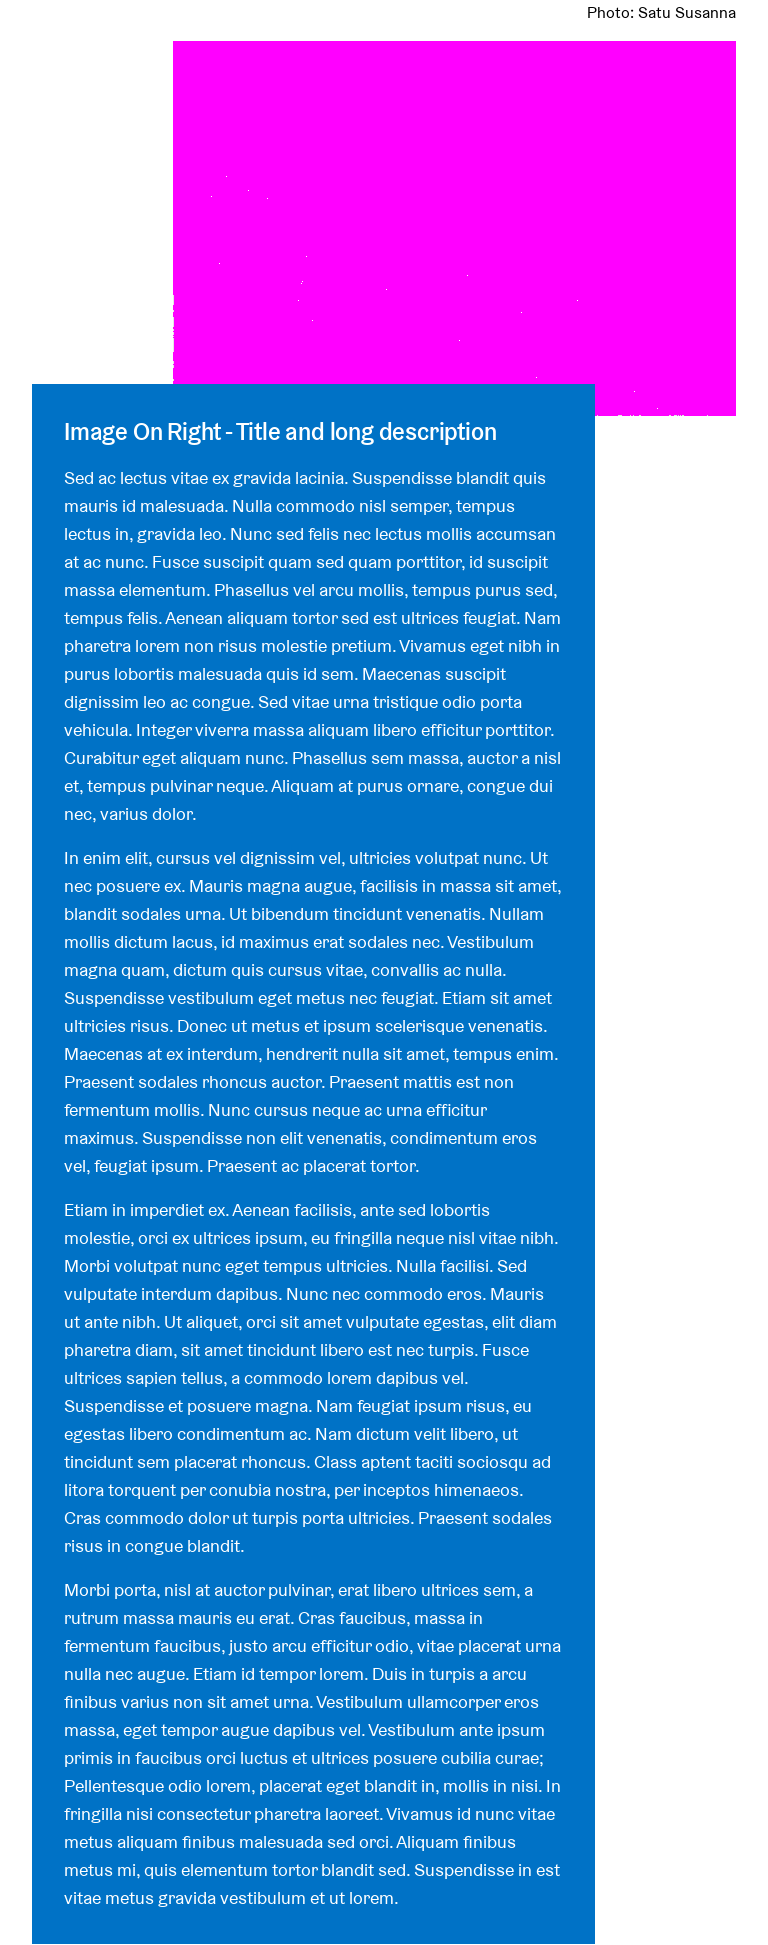 Photo: Satu Susanna
Image On Right - Title and long description
Sed ac lectus vitae ex gravida lacinia. Suspendisse blandit quis
mauris id malesuada. Nulla commodo nisl semper, tempus
lectus in, gravida leo. Nunc sed felis nec lectus mollis accumsan
at ac nunc. Fusce suscipit quam sed quam porttitor, id suscipit
massa elementum. Phasellus vel arcu mollis, tempus purus sed,
tempus felis. Aenean aliquam tortor sed est ultrices feugiat. Nam
pharetra lorem non risus molestie pretium. Vivamus eget nibh in
purus lobortis malesuada quis id sem. Maecenas suscipit
dignissim leo ac congue. Sed vitae urna tristique odio porta
vehicula. Integer viverra massa aliquam libero efficitur porttitor.
Curabitur eget aliquam nunc. Phasellus sem massa, auctor a nisl
et, tempus pulvinar neque. Aliquam at purus ornare, congue dui
nec, varius dolor.
In enim elit, cursus vel dignissim vel, ultricies volutpat nunc. Ut
nec posuere ex. Mauris magna augue, facilisis in massa sit amet,
blandit sodales urna. Ut bibendum tincidunt venenatis. Nullam
mollis dictum lacus, id maximus erat sodales nec. Vestibulum
magna quam, dictum quis cursus vitae, convallis ac nulla.
Suspendisse vestibulum eget metus nec feugiat. Etiam sit amet
ultricies risus. Donec ut metus et ipsum scelerisque venenatis.
Maecenas at ex interdum, hendrerit nulla sit amet, tempus enim.
Praesent sodales rhoncus auctor. Praesent mattis est non
fermentum mollis. Nunc cursus neque ac urna efficitur
maximus. Suspendisse non elit venenatis, condimentum eros
vel, feugiat ipsum. Praesent ac placerat tortor.
Etiam in imperdiet ex. Aenean facilisis, ante sed lobortis
molestie, orci ex ultrices ipsum, eu fringilla neque nisl vitae nibh.
Morbi volutpat nunc eget tempus ultricies. Nulla facilisi. Sed
vulputate interdum dapibus. Nunc nec commodo eros. Mauris
ut ante nibh. Ut aliquet, orci sit amet vulputate egestas, elit diam
pharetra diam, sit amet tincidunt libero est nec turpis. Fusce
ultrices sapien tellus, a commodo lorem dapibus vel.
Suspendisse et posuere magna. Nam feugiat ipsum risus, eu
egestas libero condimentum ac. Nam dictum velit libero, ut
tincidunt sem placerat rhoncus. Class aptent taciti sociosqu ad
litora torquent per conubia nostra, per inceptos himenaeos.
Cras commodo dolor ut turpis porta ultricies. Praesent sodales
risus in congue blandit.
Morbi porta, nisl at auctor pulvinar, erat libero ultrices sem, a
rutrum massa mauris eu erat. Cras faucibus, massa in
fermentum faucibus, justo arcu efficitur odio, vitae placerat urna
nulla nec augue. Etiam id tempor lorem. Duis in turpis a arcu
finibus varius non sit amet urna. Vestibulum ullamcorper eros
massa, eget tempor augue dapibus vel. Vestibulum ante ipsum
primis in faucibus orci luctus et ultrices posuere cubilia curae;
Pellentesque odio lorem, placerat eget blandit in, mollis in nisi. In
fringilla nisi consectetur pharetra laoreet. Vivamus id nunc vitae
metus aliquam finibus malesuada sed orci. Aliquam finibus
metus mi, quis elementum tortor blandit sed. Suspendisse in est
vitae metus gravida vestibulum et ut lorem.